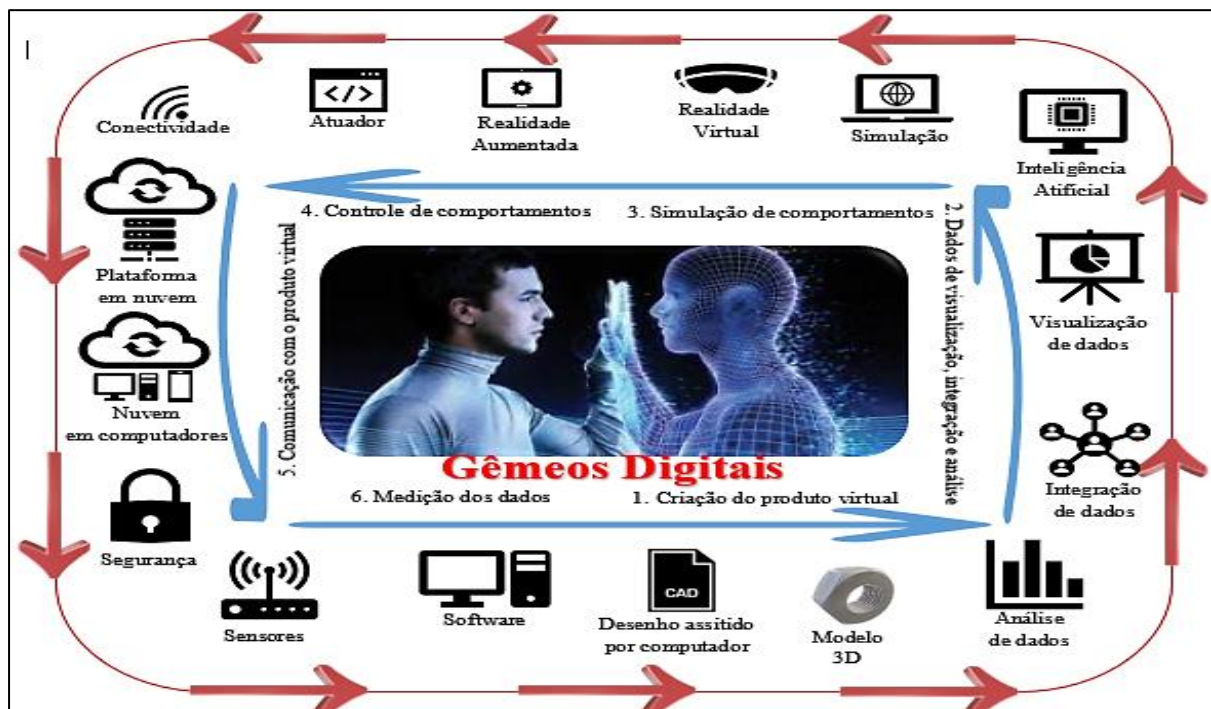 Conectividade
Atuador
</>
Realidade
Aumentada
Realidade
Virtual
Simulação
Inteligência
Atificial
Plataforma
em nuvem
Nuvem
em computadores
Segurança
4. Controle de comportamentos
3. Simulação de comportamentos
5. Comunicação com o produto virtual
2. Dados de visualização, integração e análise
Gêmeos Digitais
6. Medição dos dados
1. Criação do produto virtual
Visualização
de dados
Integração
de dados
Sensores
Software
CAD
Desenho assitido
por computador
Modelo
3D
Análise
de dados